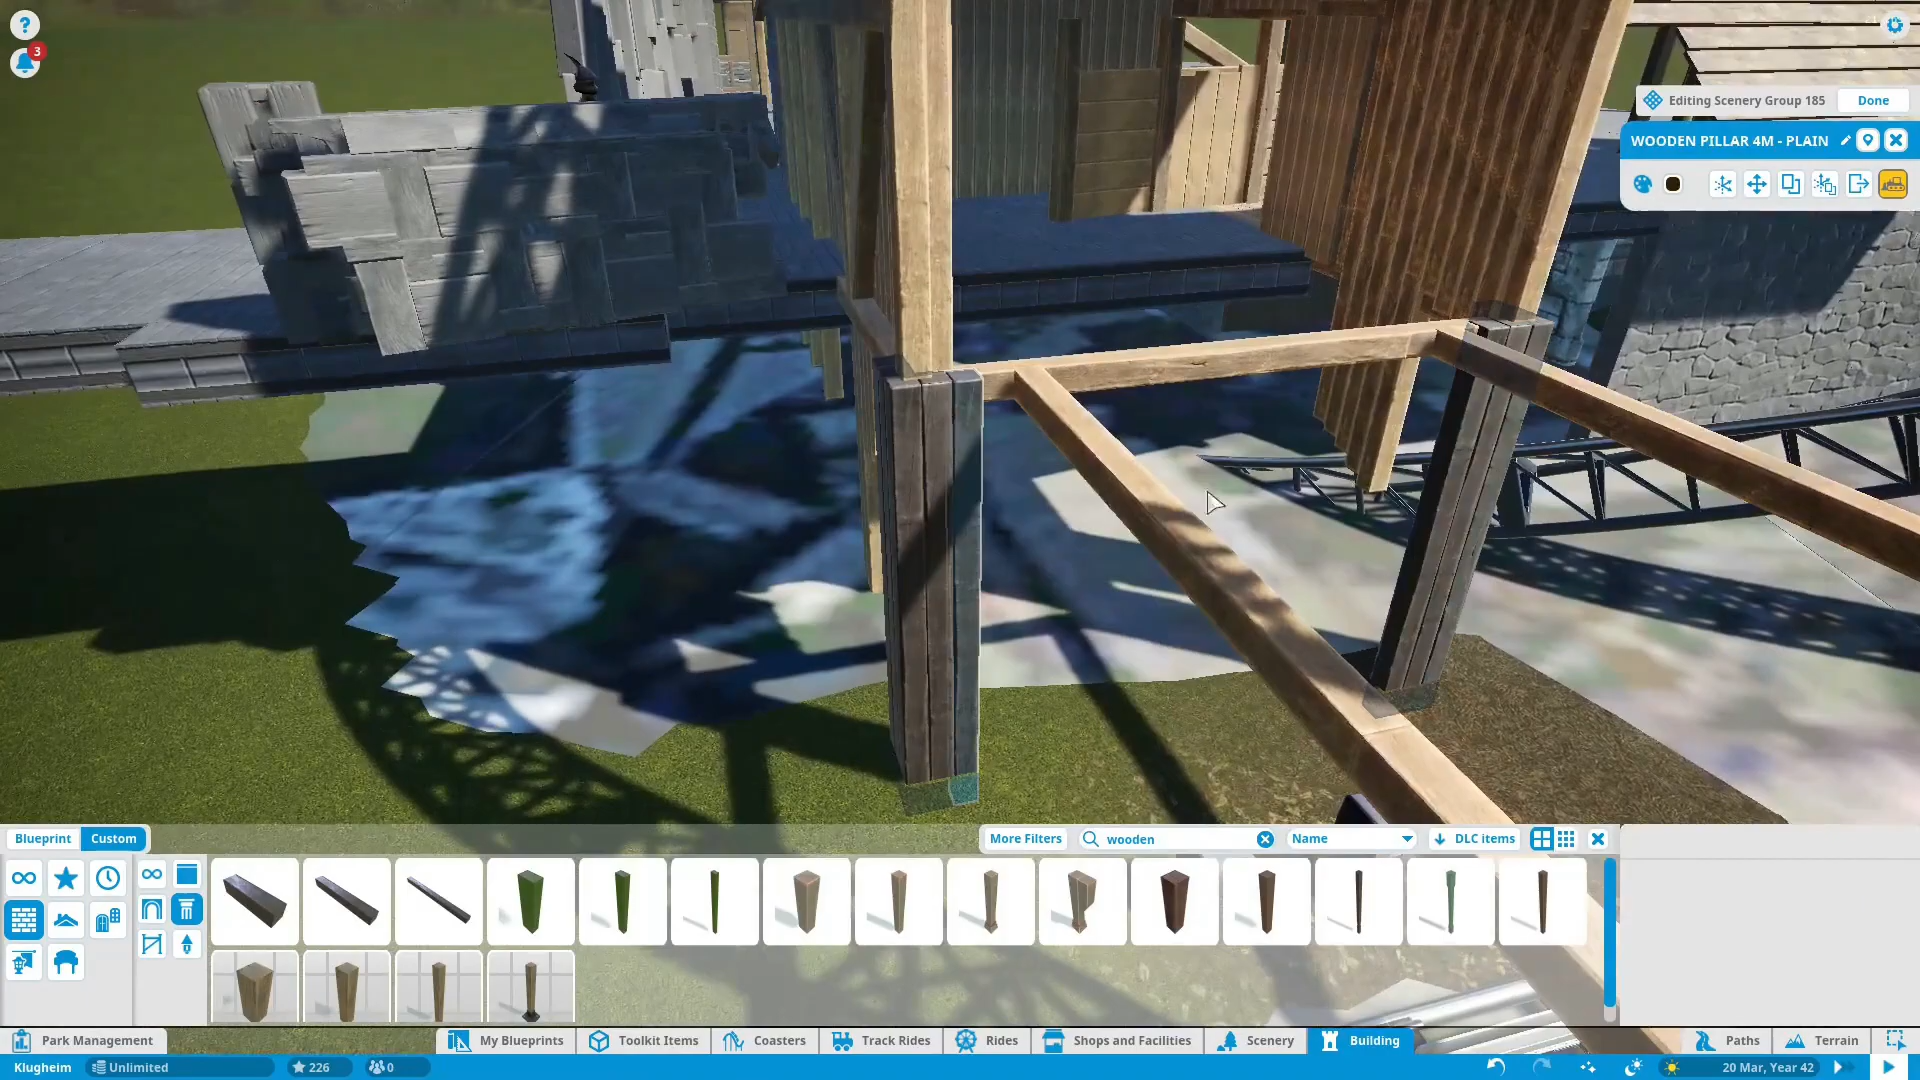 ?
3
Editing Scenery Group 185
Done
WOODEN PILLAR 4M - PLAIN
Blueprint
Custom
More Filters
wooden
Name
DLC items
Park Management
My Blueprints
Toolkit Items
Coasters
Track Rides
Rides
Shops and Facilities
Scenery
Building
Paths
Terrain
Klugheim
Unlimited
226
0
20 Mar, Year 42